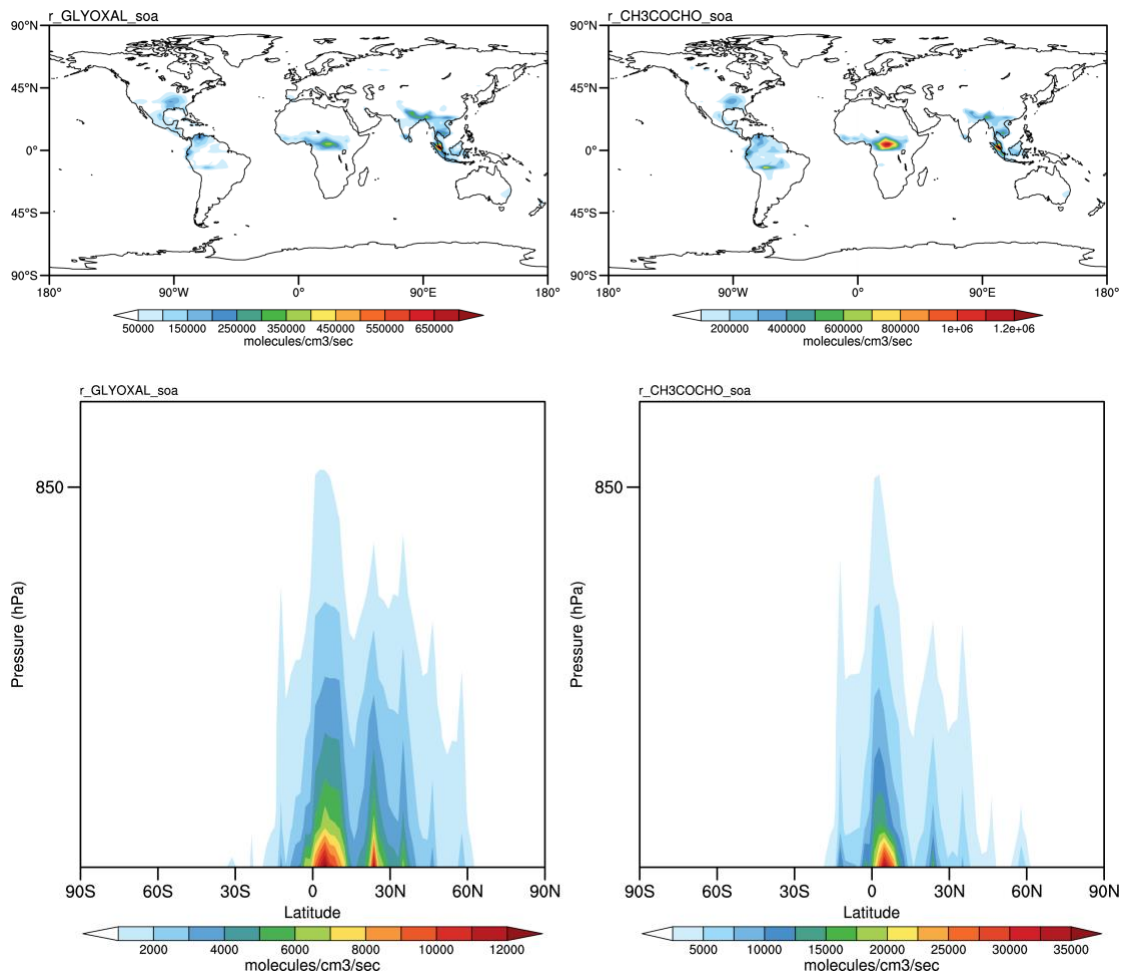 r_GLYOXAL_soa
90°N
45°N
0°
45°S
90°S
180°
90°W
0°
90°E
180°
50000 150000 250000 350000 450000 550000 650000
molecules/cm3/sec
r_CH3COCHO_soa
90°N
45°N
0°
45°S
90°S
180°
90°W
0°
90°E
180°
200000 400000 600000 800000 1e+06 1.2e+06
molecules/cm3/sec
r_GLYOXAL_soa
850
Pressure (hPa)
90S 60S 30S 0 30N 60N 90N
Latitude
2000 4000 6000 8000 10000 12000
molecules/cm3/sec
r_CH3COCHO_soa
850
Pressure (hPa)
90S 60S 30S 0 30N 60N 90N
Latitude
5000 10000 15000 20000 25000 30000 35000
molecules/cm3/sec